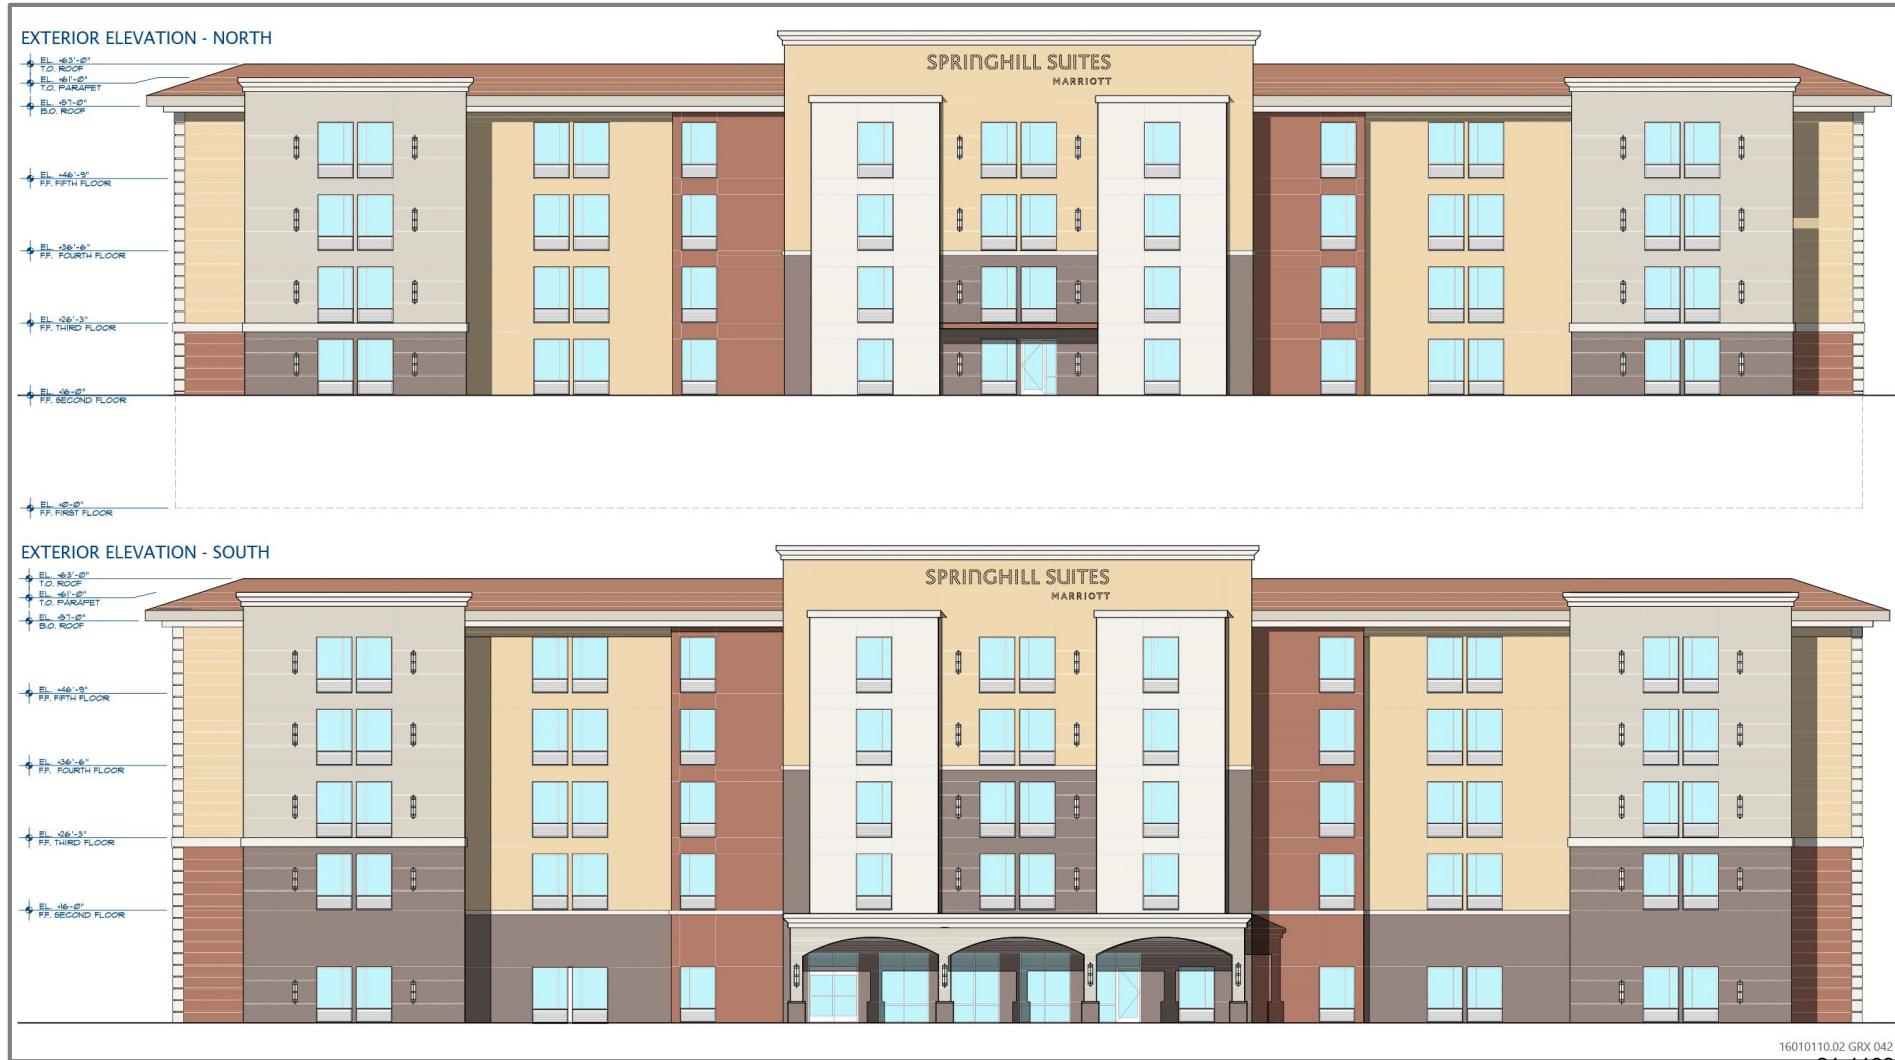 EXTERIOR ELEVATION - NORTH
EL. +63'-0"
T.O. ROOF
EL. +61'-0"
T.O. PARAPET
EL. +57'-0"
B.O. ROOF
EL. +46'-9"
F.F. FIFTH FLOOR
EL. +36'-6"
F.F. FOURTH FLOOR
EL. +26'-3"
F.F. THIRD FLOOR
EL. +16-0"
F.F. SECOND FLOOR
EL. +0-0"
F.F. FIRST FLOOR
SPRINGHILL SUITES
MARRIOTT
EXTERIOR ELEVATION - SOUTH
EL. +63'-0"
T.O. ROOF
EL. +61'-0"
T.O. PARAPET
EL. +57-0"
B.O. ROOF
EL. +46'-9"
F.F. FIFTH FLOOR
EL. +36'-6"
F.F. FOURTH FLOOR
EL. +26'-3"
F.F. THIRD FLOOR
EL. +16-0"
F.F. SECOND FLOOR
SPRINGHILL SUITES
MARRIOTT
16010110.02 GRX 042